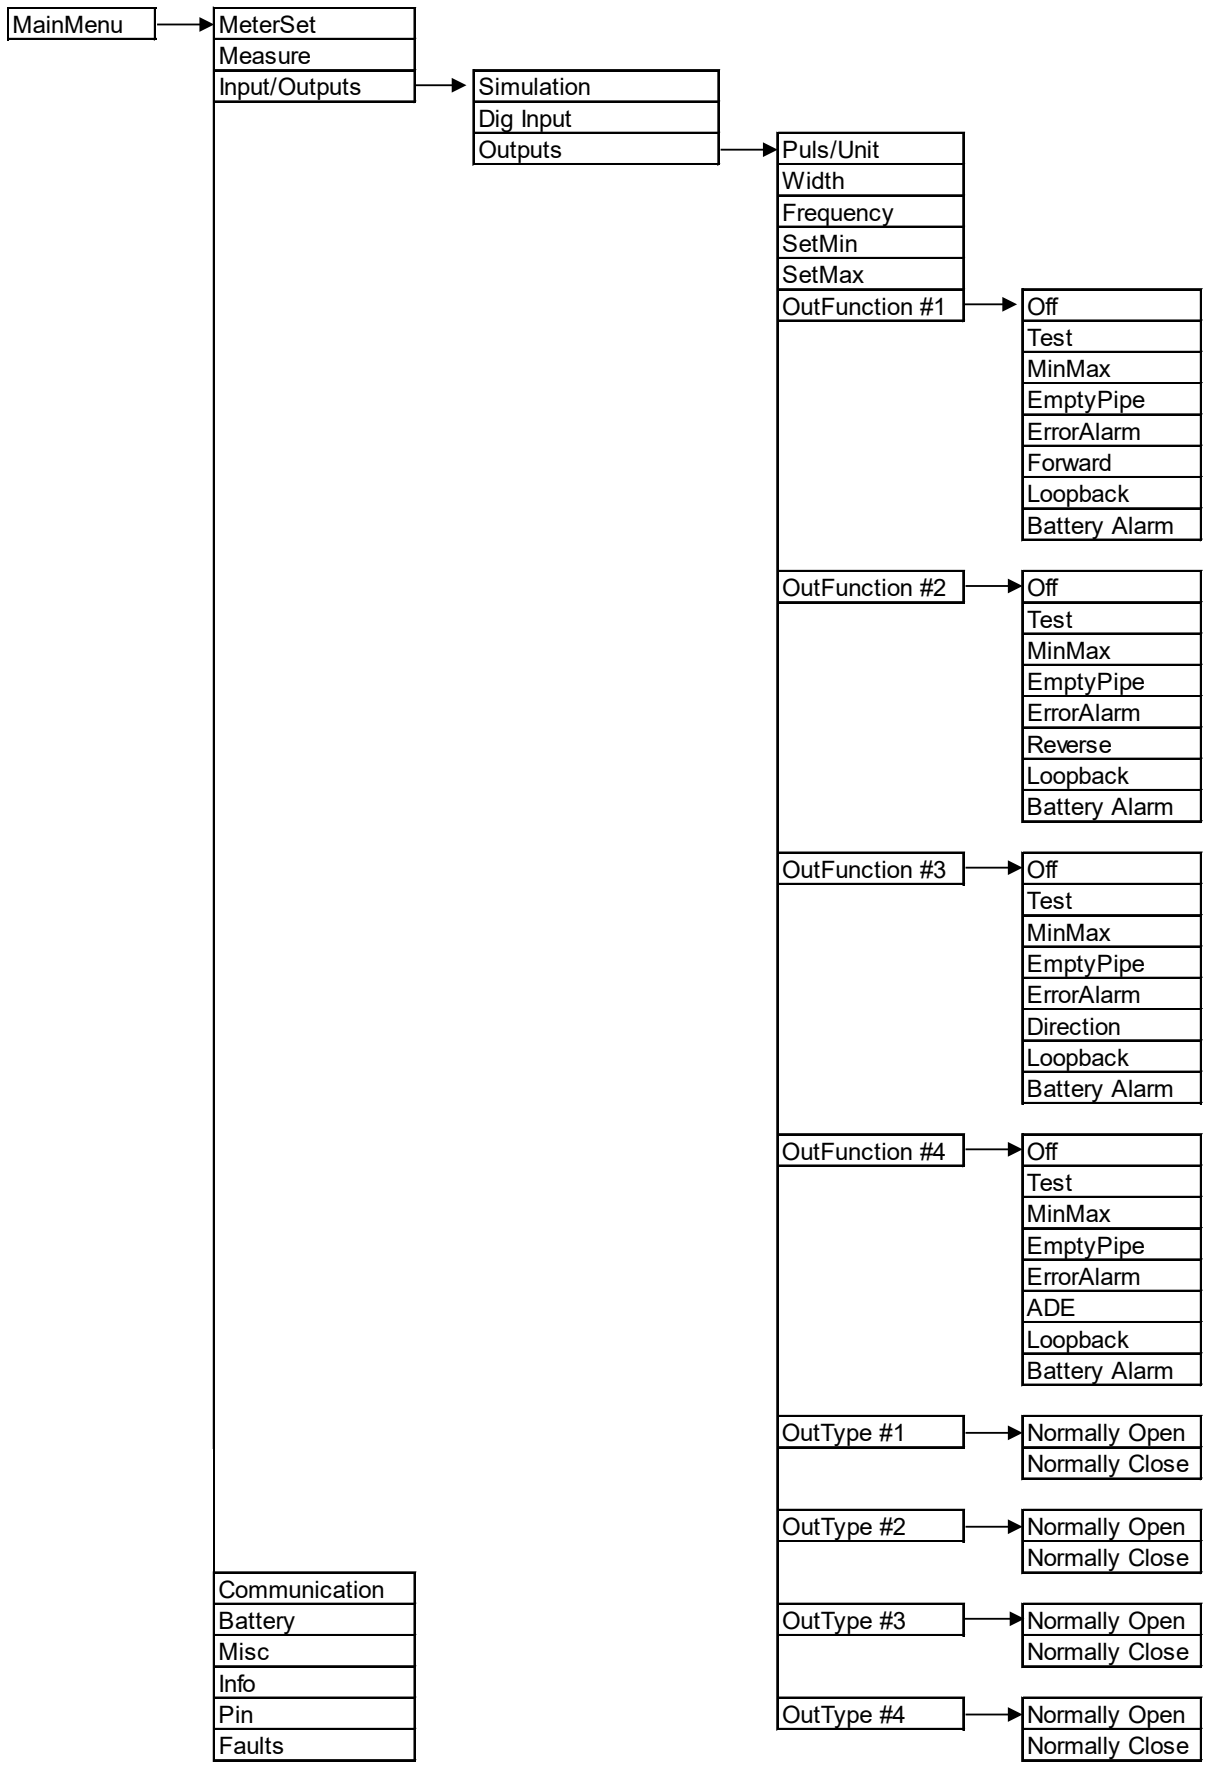 MainMenu
MeterSet
Measure
Input/Outputs
Simulation
Dig Input
Outputs
Puls/Unit
Width
Frequency
SetMin
SetMax
OutFunction #1
Off
Test
MinMax
EmptyPipe
ErrorAlarm
Forward
Loopback
Battery Alarm
OutFunction #2
Off
Test
MinMax
EmptyPipe
ErrorAlarm
Reverse
Loopback
Battery Alarm
OutFunction #3
Off
Test
MinMax
EmptyPipe
ErrorAlarm
Direction
Loopback
Battery Alarm
OutFunction #4
Off
Test
MinMax
EmptyPipe
ErrorAlarm
ADE
Loopback
Battery Alarm
OutType #1
Normally Open
Normally Close
OutType #2
Normally Open
Normally Close
OutType #3
Normally Open
Normally Close
OutType #4
Normally Open
Normally Close
Communication
Battery
Misc
Info
Pin
Faults